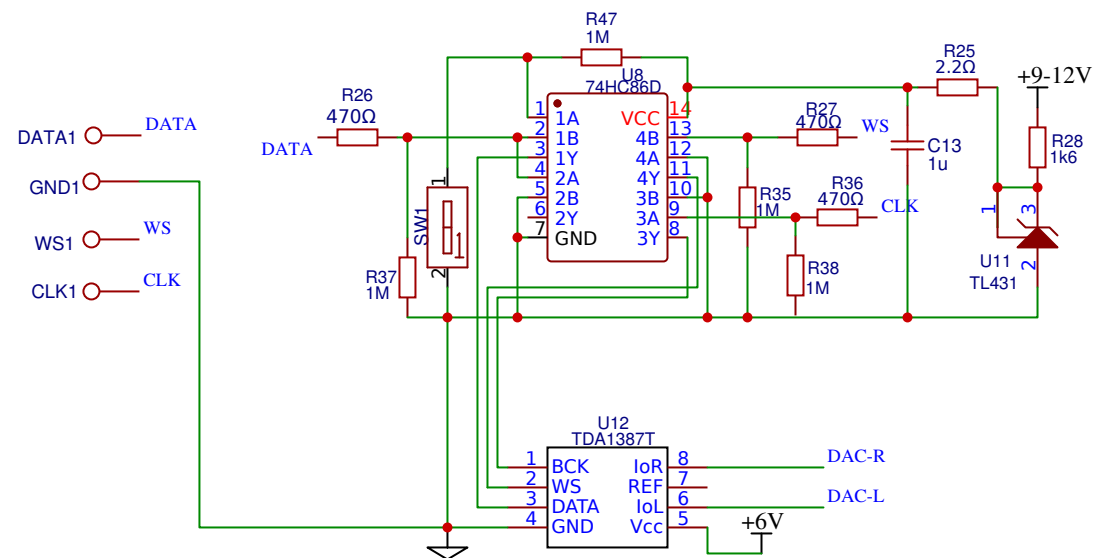 R47
1M
U8
74HC86D
R25
2.2Ω
+9-12V
R26
470Ω
DATA
DATA1
DATA
GND1
WS1
WS
CLK1
CLK
1
1A
2
1B
3
1Y
4
2A
5
2B
6
2Y
7
GND
14
VCC
13
4B
12
4A
11
4Y
10
3B
9
3A
8
3Y
R27
470Ω
WS
C13
1u
R28
1k6
R35
1M
R36
470Ω
CLK
1
3
2
U11
TL431
1
SW1
1
2
R37
1M
R38
1M
U12
TDA1387T
1
BCK
2
WS
3
DATA
4
GND
IoR
8
REF
7
IoL
6
Vcc
5
DAC-R
DAC-L
+6V